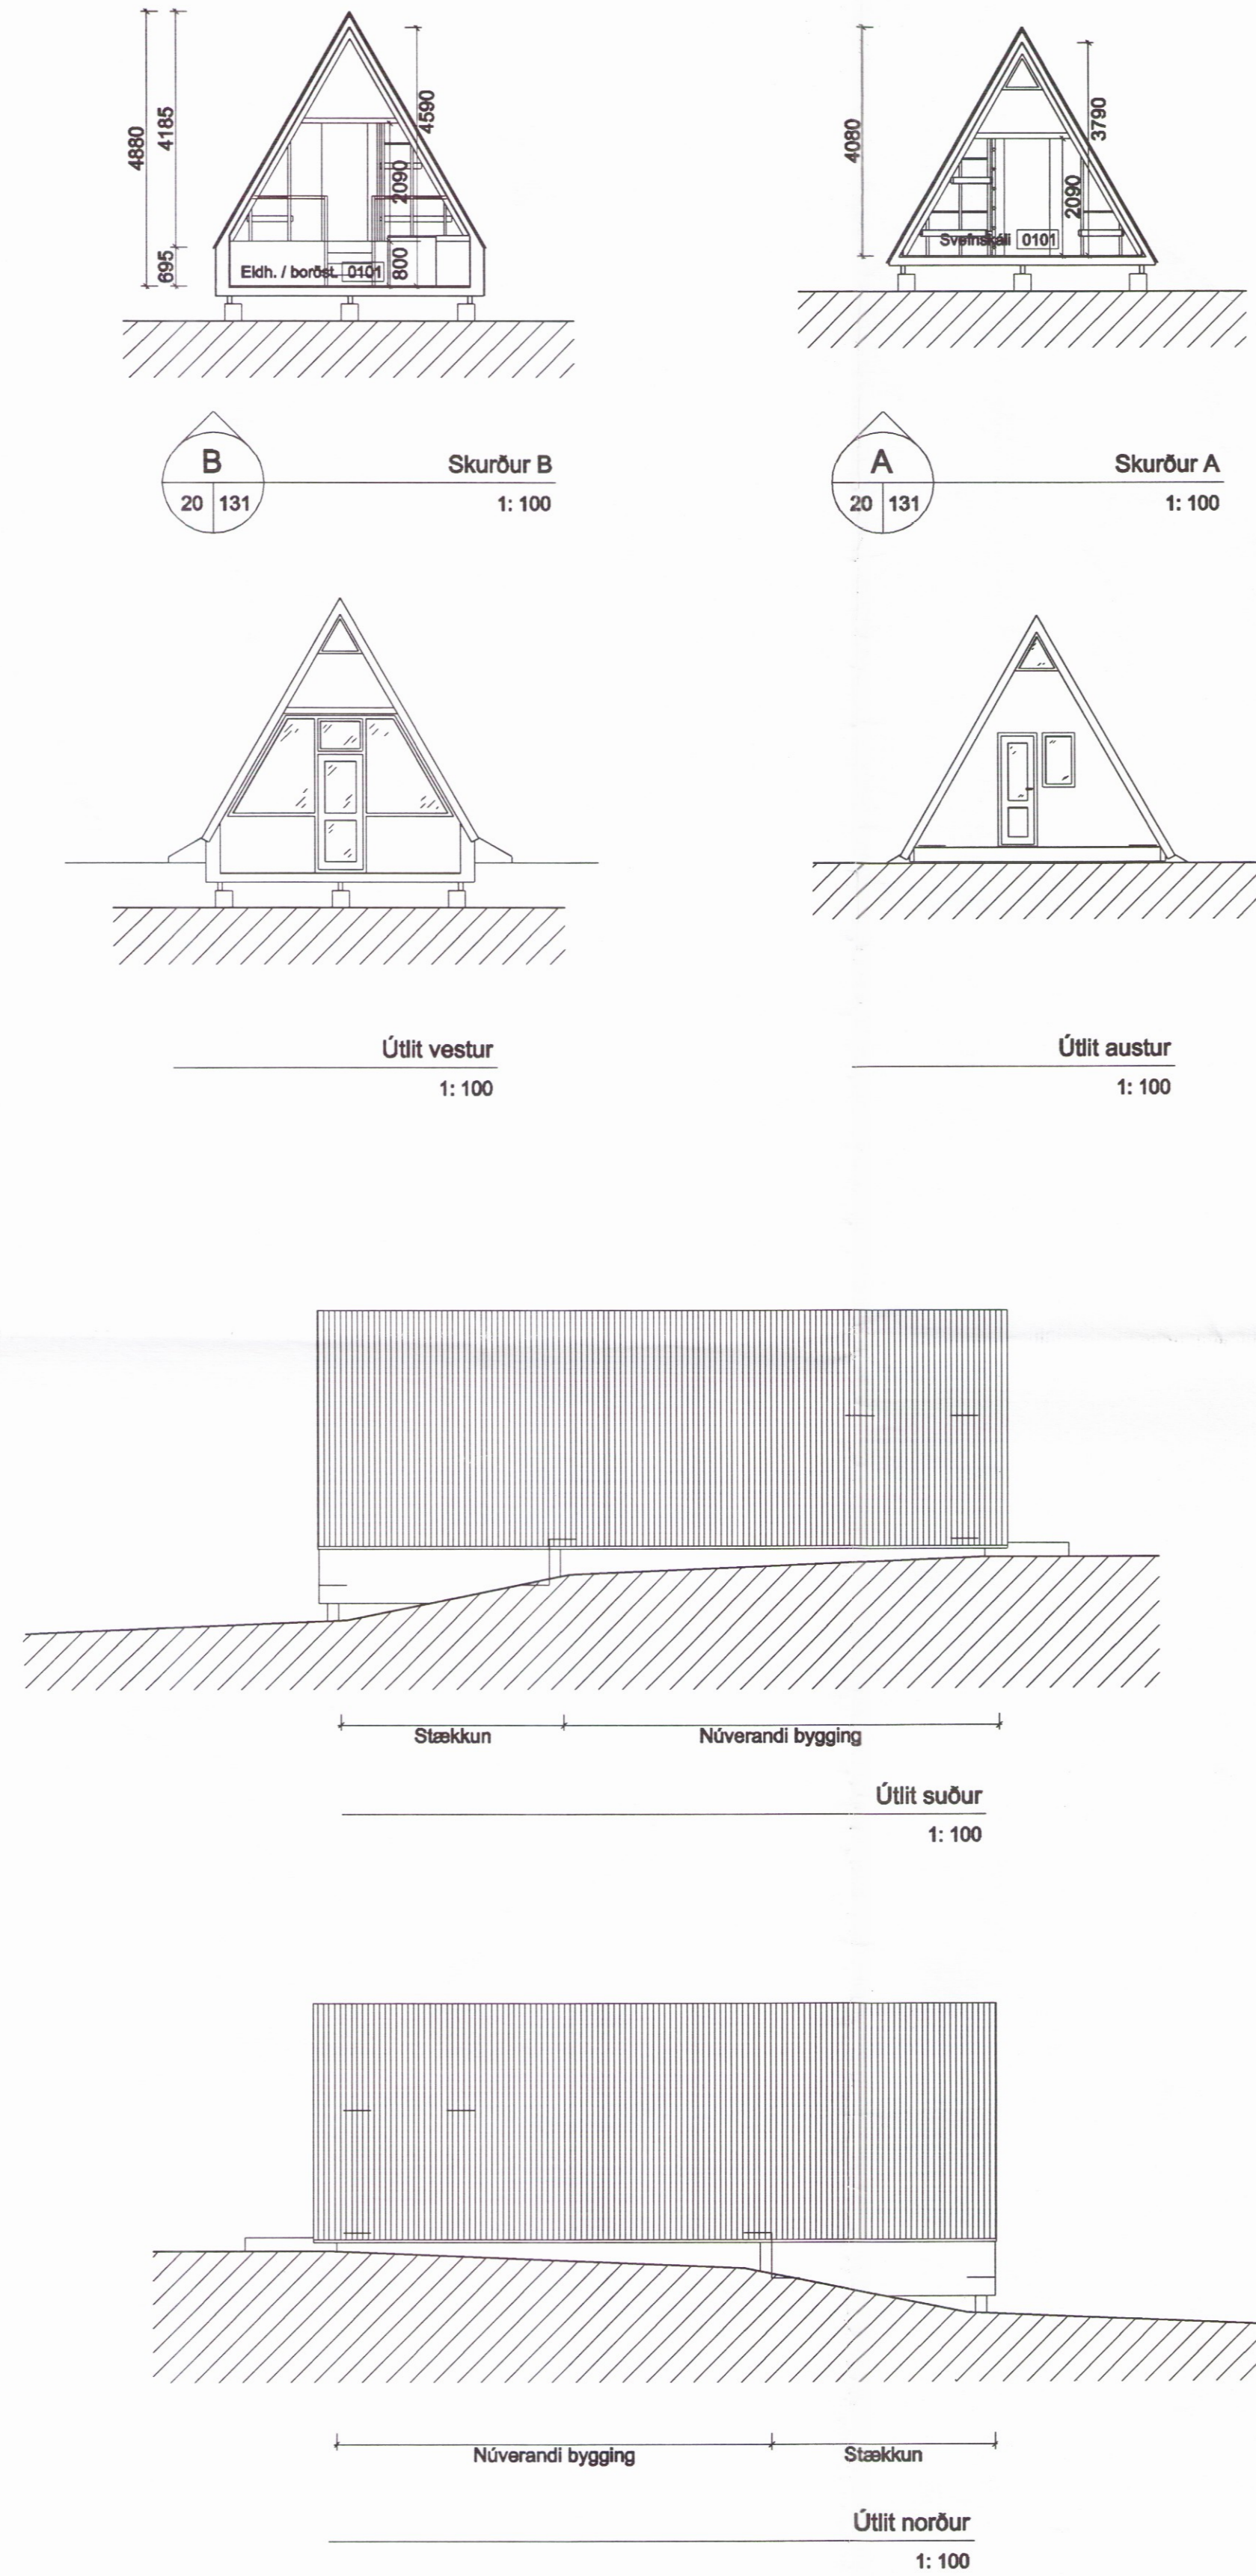 4880
4185
695
4590
2090
800
Eldh. / borðst. 0101
4080
3790
2090
Svefnskáli 0101
B
20 131
Skurður B
1: 100
A
20 131
Skurður A
1: 100
Útlit vestur
1: 100
Útlit austur
1: 100
Stækkun
Núverandi bygging
Útlit suður
1: 100
Núverandi bygging
Stækkun
Útlit norður
1: 100